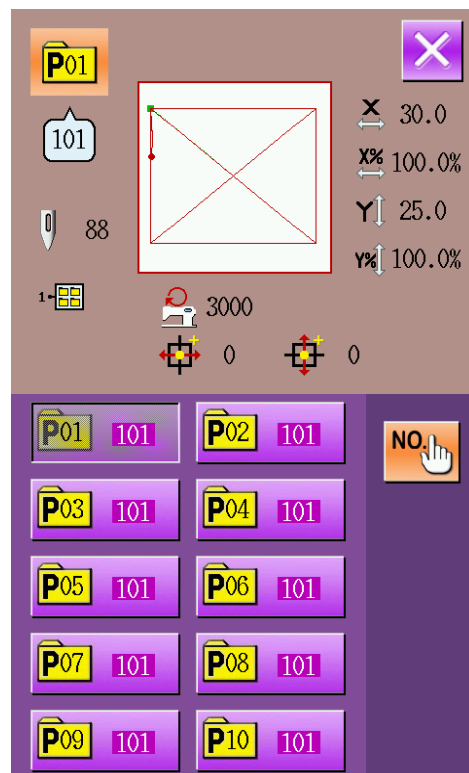 P01
101
X 30.0
X% 100.0%
88
Y 25.0
Y% 100.0%
1
3000
0 0
P01 101 P02 101
NO.
P03 101 P04 101
P05 101 P06 101
P07 101 P08 101
P09 101 P10 101